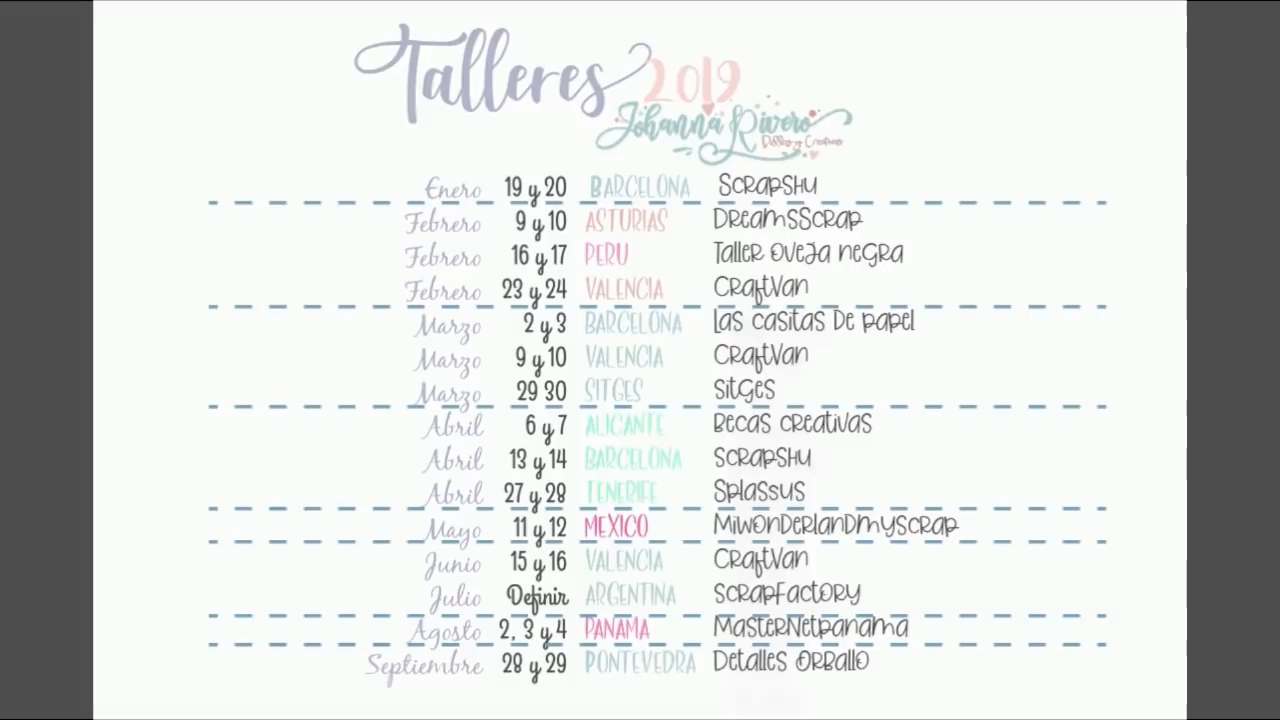 Talleres 2019
Johanna Rivero
Enero 19 y 20 BARCELONA ScrapSHU
Febrero 9 y 10 ASTURIAS DreamsScrap
Febrero 16 y 17 PERU Taller oveja negra
Febrero 23 y 24 VALENCIA CraftVan
Marzo 2 y 3 BARCELONA Las casitas De papel
Marzo 9 y 10 VALENCIA CraftVan
Marzo 29 30 SITGES Sitges
Abril 6 y 7 ALICANTE Becas creativas
Abril 13 y 14 BARCELONA ScrapSHU
Abril 27 y 28 TENERIFE Splassus
Mayo 11 y 12 MEXICO MiwonDerlanDmyscrap
Junio 15 y 16 VALENCIA CraftVan
Julio Definir ARGENTINA ScrapFactory
Agosto 2, 3 y 4 PANAMA MasterNetpanama
Septiembre 28 y 29 PONTEVEDRA Detalles Orballo